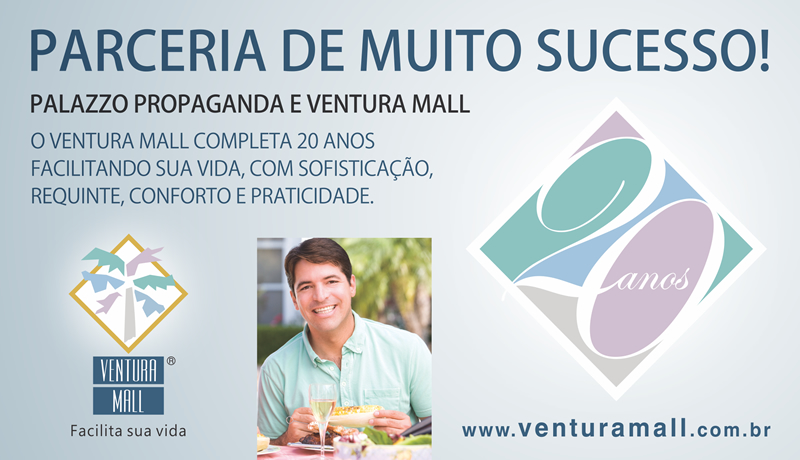 PARCERIA DE MUITO SUCESSO!
PALAZZO PROPAGANDA E VENTURA MALL
O VENTURA MALL COMPLETA 20 ANOS
FACILITANDO SUA VIDA, COM SOFISTICAÇÃO,
REQUINTE, CONFORTO E PRATICIDADE.
20
anos
VENTURA ®
MALL
Facilita sua vida
www.venturamall.com.br